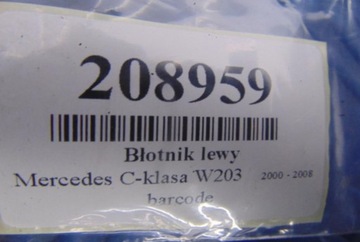 208959
Błotnik lewy
Mercedes C-klasa W203 2000 - 2008
barcode